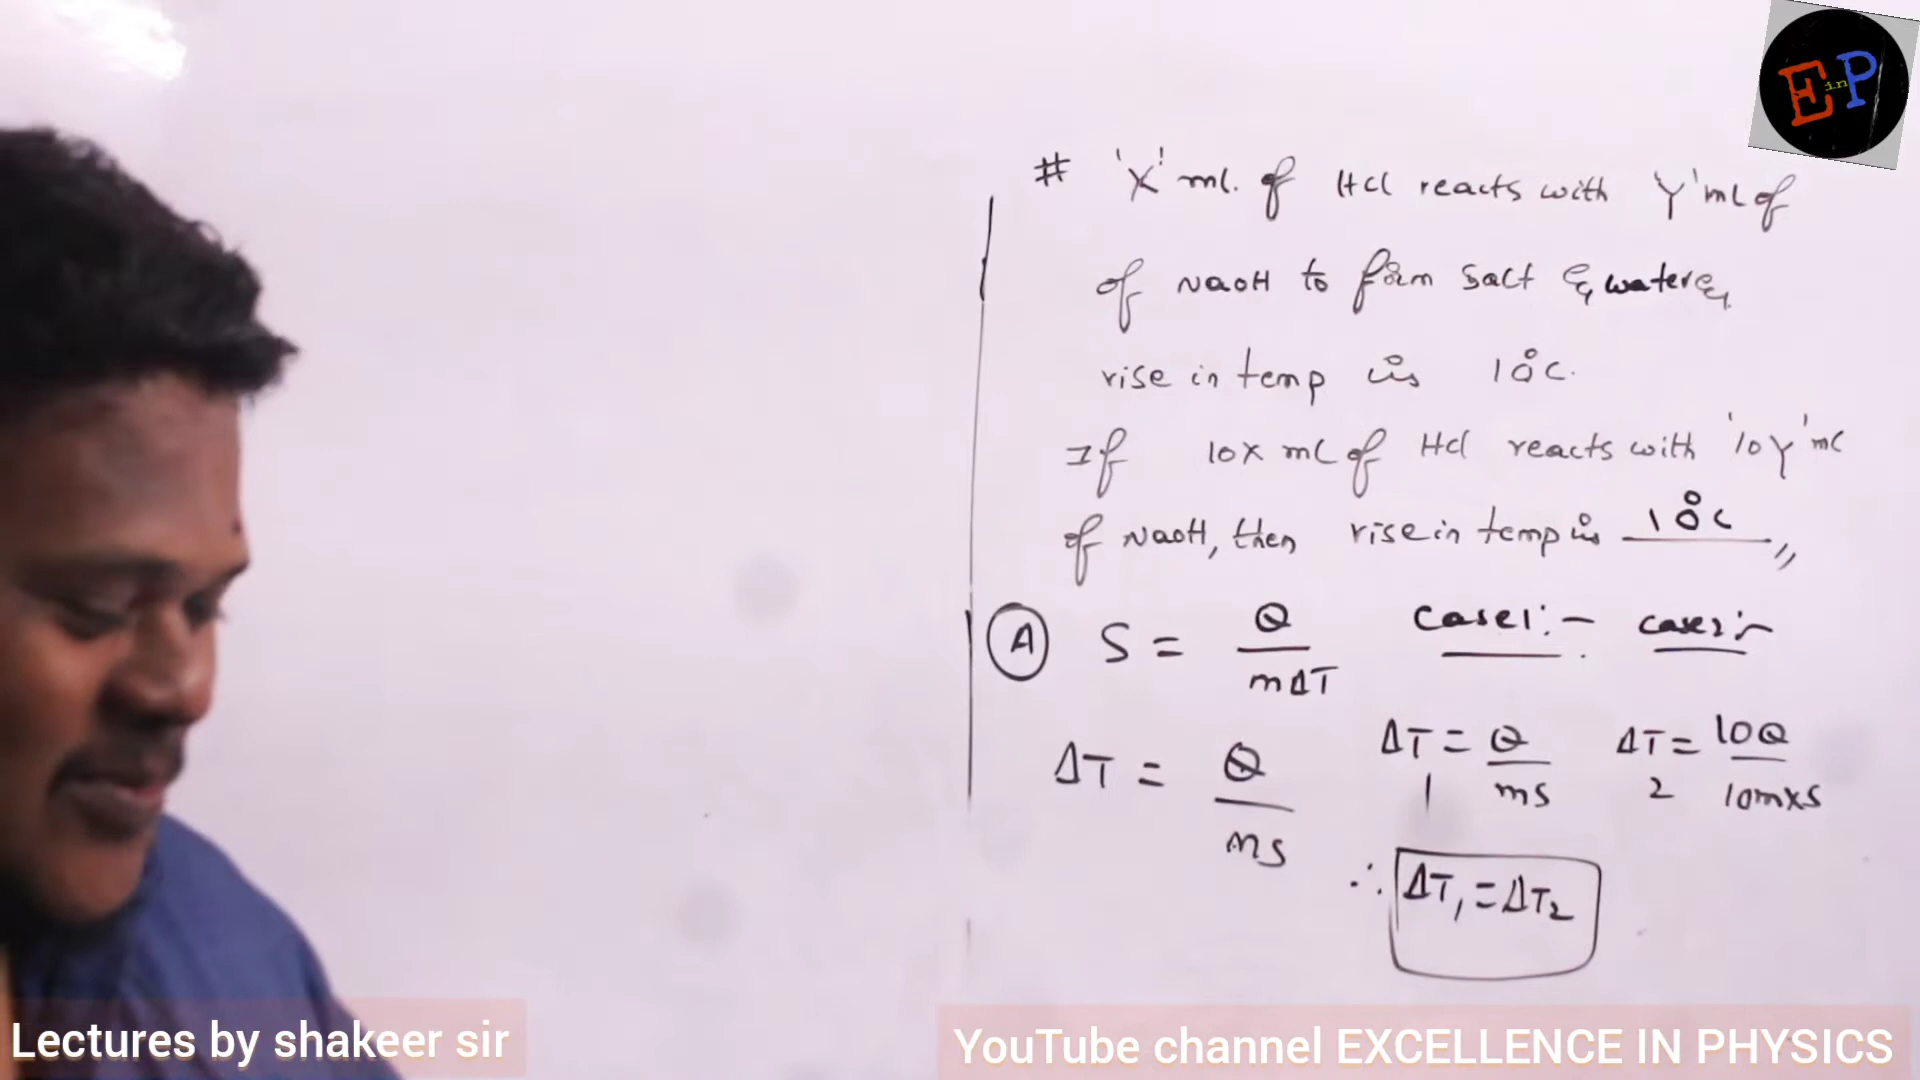 E in P
# 'X' ml. of HCl reacts with Y'mL of
of NaOH to form salt & water &
rise in temp is 10°C.
If 10X mL of HCl reacts with '10Y' mL
of NaOH, then rise in temp is 10°C
A S = Q / mΔT Case1:- Case2:-
ΔT = Q / ms ΔT1 = Q / ms ΔT2 = 10Q / 10m×s
∴ ΔT1 = ΔT2
Lectures by shakeer sir
YouTube channel EXCELLENCE IN PHYSICS